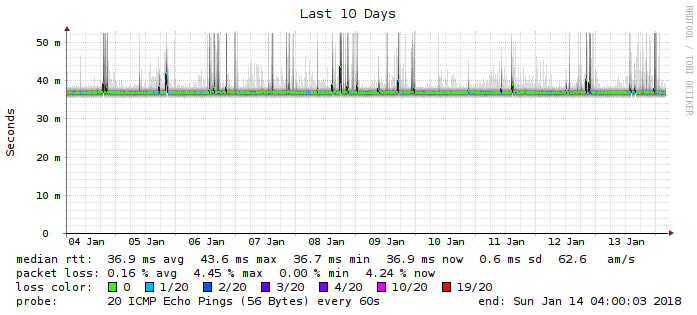 Last 10 Days
RRDTOOL / TOBI OETIKER
Seconds
50 m
40 m
30 m
20 m
10 m
0
04 Jan 05 Jan 06 Jan 07 Jan 08 Jan 09 Jan 10 Jan 11 Jan 12 Jan 13 Jan
median rtt: 36.9 ms avg 43.6 ms max 36.7 ms min 36.9 ms now 0.6 ms sd 62.6 am/s
packet loss: 0.16 % avg 4.45 % max 0.00 % min 4.24 % now
loss color: 0 1/20 2/20 3/20 4/20 10/20 19/20
probe: 20 ICMP Echo Pings (56 Bytes) every 60s end: Sun Jan 14 04:00:03 2018